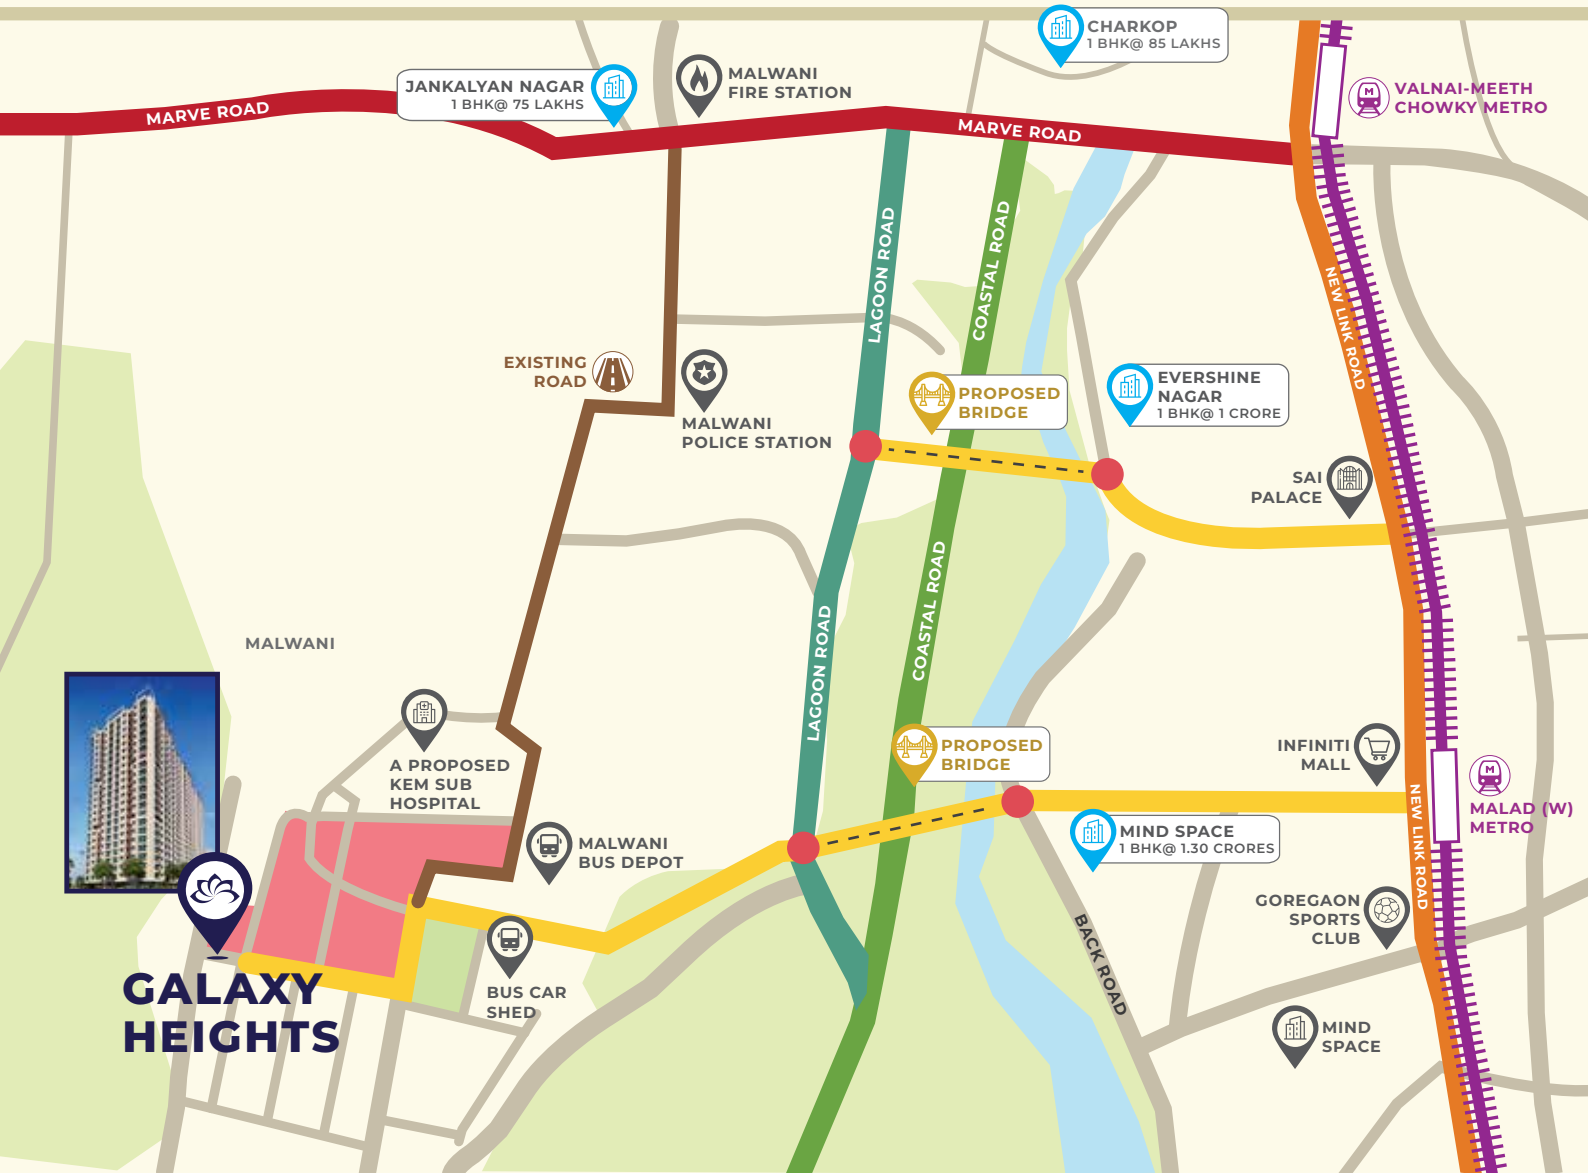 CHARKOP
1 BHK@ 85 LAKHS
JANKALYAN NAGAR
1 BHK@ 75 LAKHS
MALWANI
FIRE STATION
VALNAI-MEETH
CHOWKY METRO
MARVE ROAD
MARVE ROAD
LAGOON ROAD
COASTAL ROAD
NEW LINK ROAD
EXISTING
ROAD
MALWANI
POLICE STATION
PROPOSED
BRIDGE
EVERSHINE
NAGAR
1 BHK@ 1 CRORE
SAI
PALACE
MALWANI
LAGOON ROAD
COASTAL ROAD
A PROPOSED
KEM SUB
HOSPITAL
PROPOSED
BRIDGE
INFINITI
MALL
M
M
MALAD (W)
METRO
NEW LINK ROAD
MALWANI
BUS DEPOT
MIND SPACE
1 BHK@ 1.30 CRORES
GOREGAON
SPORTS
CLUB
BACK ROAD
BUS CAR
SHED
GALAXY
HEIGHTS
MIND
SPACE